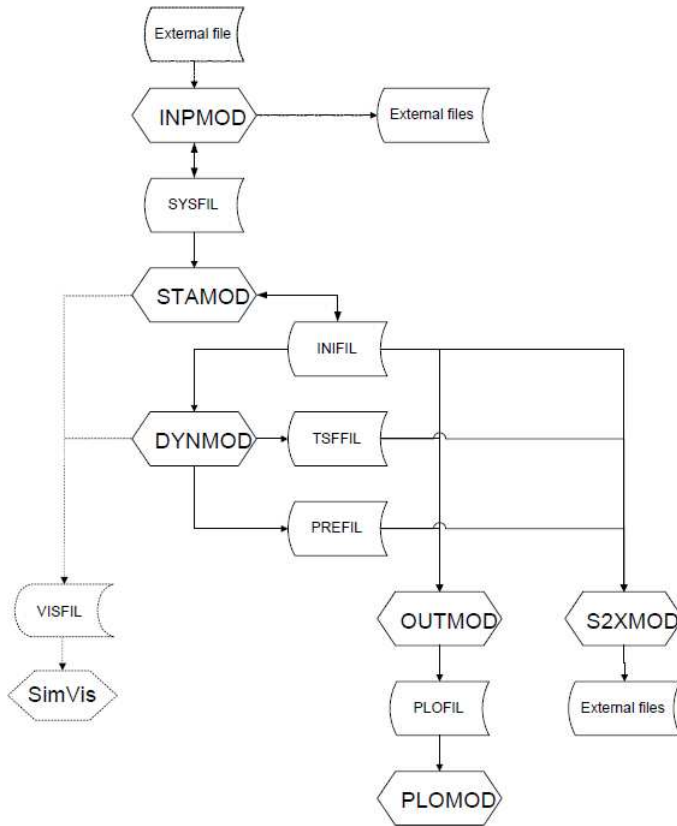 External file
INPMOD
External files
SYSFIL
STAMOD
INIFIL
DYNMOD
TSFFIL
PREFIL
VISFIL
OUTMOD
S2XMOD
SimVis
PLOFIL
External files
PLOMOD